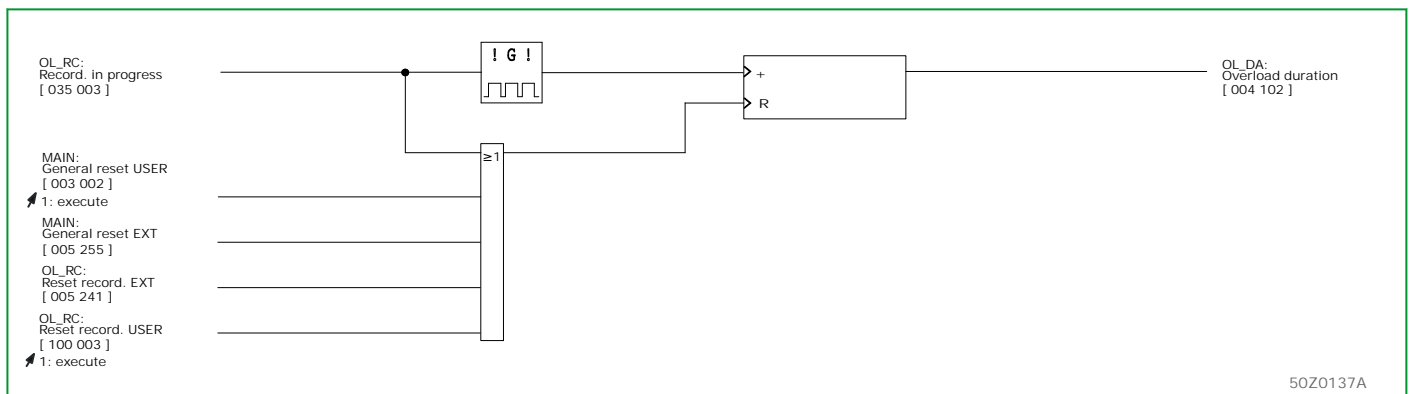 OL_RC:
Record. in progress
[ 035 003 ]
! G !
+
R
OL_DA:
Overload duration
[ 004 102 ]
≥1
MAIN:
General reset USER
[ 003 002 ]
1: execute
MAIN:
General reset EXT
[ 005 255 ]
OL_RC:
Reset record. EXT
[ 005 241 ]
OL_RC:
Reset record. USER
[ 100 003 ]
1: execute
50Z0137A